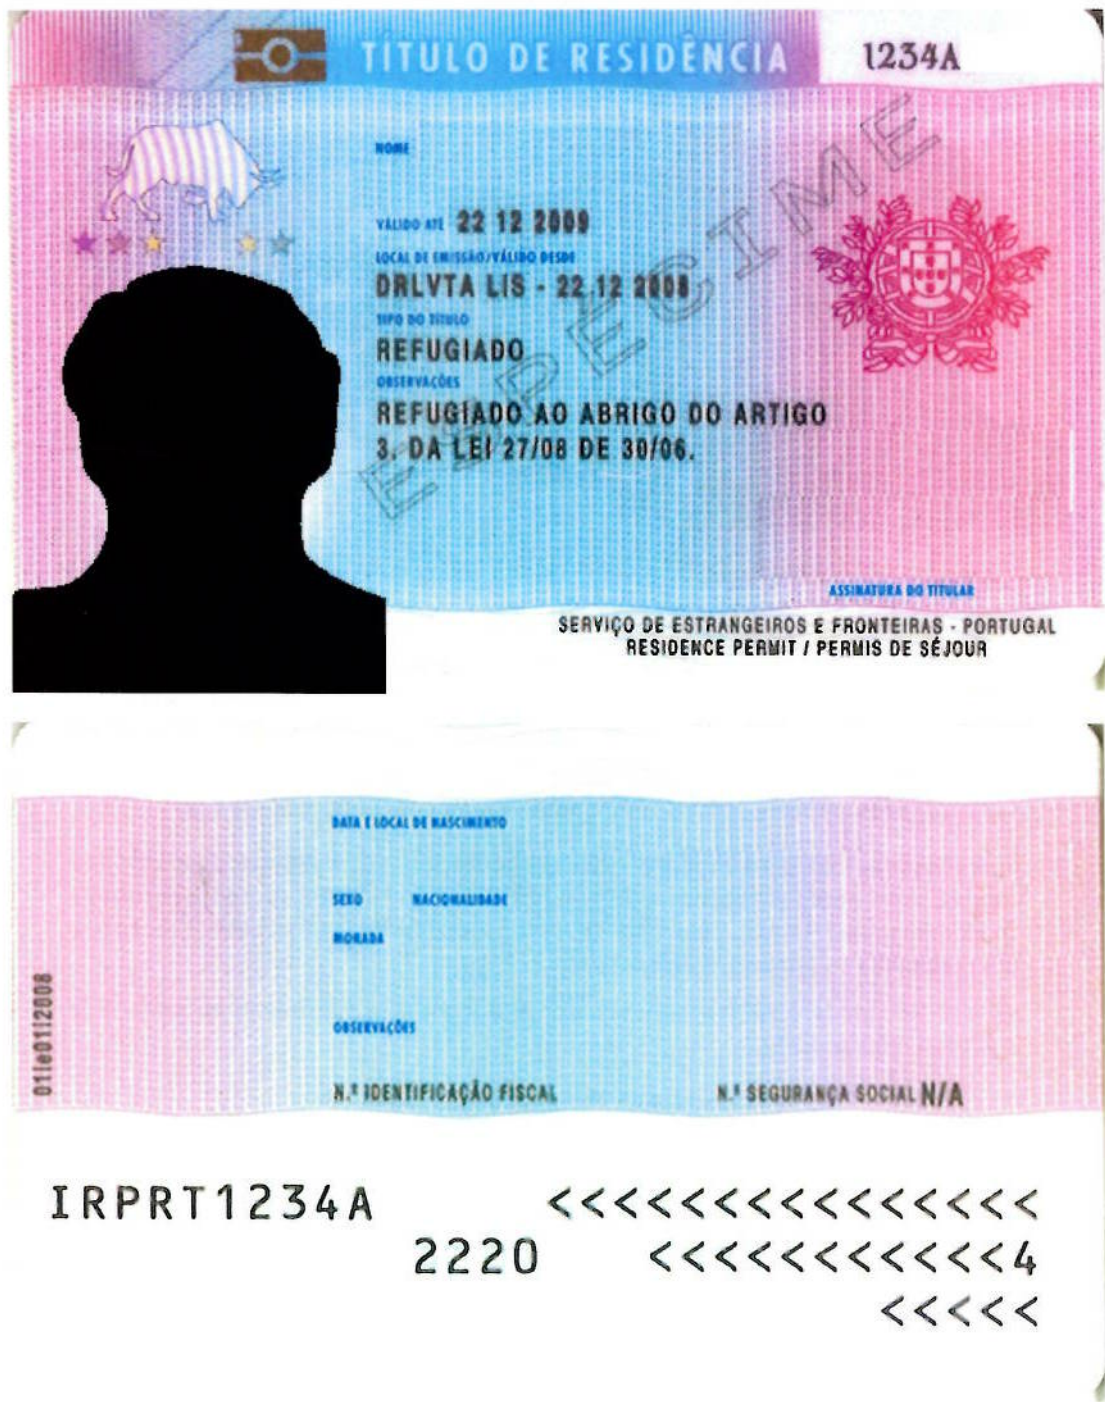 TÍTULO DE RESIDÊNCIA
1234A
NOME
VÁLIDO ATÉ 22 12 2009
LOCAL DE EMISSÃO/VÁLIDO DESDE
DRLVTA LIS - 22 12 2008
TIPO DO TÍTULO
REFUGIADO
OBSERVAÇÕES
REFUGIADO AO ABRIGO DO ARTIGO
3. DA LEI 27/08 DE 30/06.
ESPÉCIME
ASSINATURA DO TITULAR
SERVIÇO DE ESTRANGEIROS E FRONTEIRAS - PORTUGAL
RESIDENCE PERMIT / PERMIS DE SÉJOUR
DATA E LOCAL DE NASCIMENTO
SEXO NACIONALIDADE
MORADA
OBSERVAÇÕES
N.º IDENTIFICAÇÃO FISCAL N.º SEGURANÇA SOCIAL N/A
IRPRT1234A <<<<<<<<<<<<<<<
2220 <<<<<<<<<<<4
<<<<<